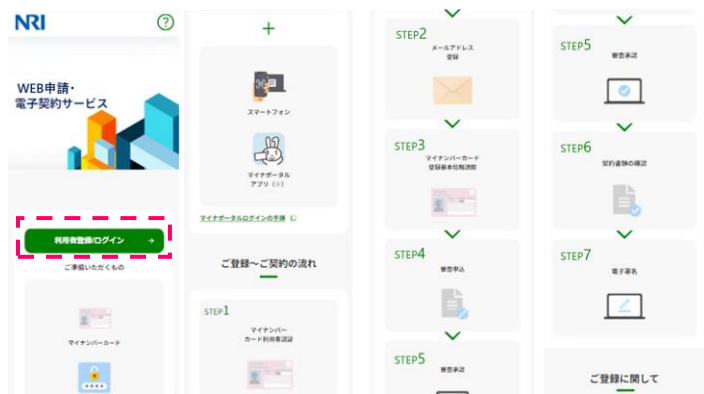 NRI
?
WEB申請・
電子契約サービス
利用者登録/ログイン →
ご準備いただくもの
マイナンバーカード
+
スマートフォン
マイナポータル
アプリ (※)
マイナポータルログインの手順
ご登録~ご契約の流れ
STEP1
マイナンバー
カード利用者認証
STEP2
メールアドレス
登録
STEP3
マイナンバーカード
登録基本情報読取
STEP4
審査申込
STEP5
審査承認
STEP5
審査承認
STEP6
契約書類の確認
STEP7
電子署名
ご登録に関して